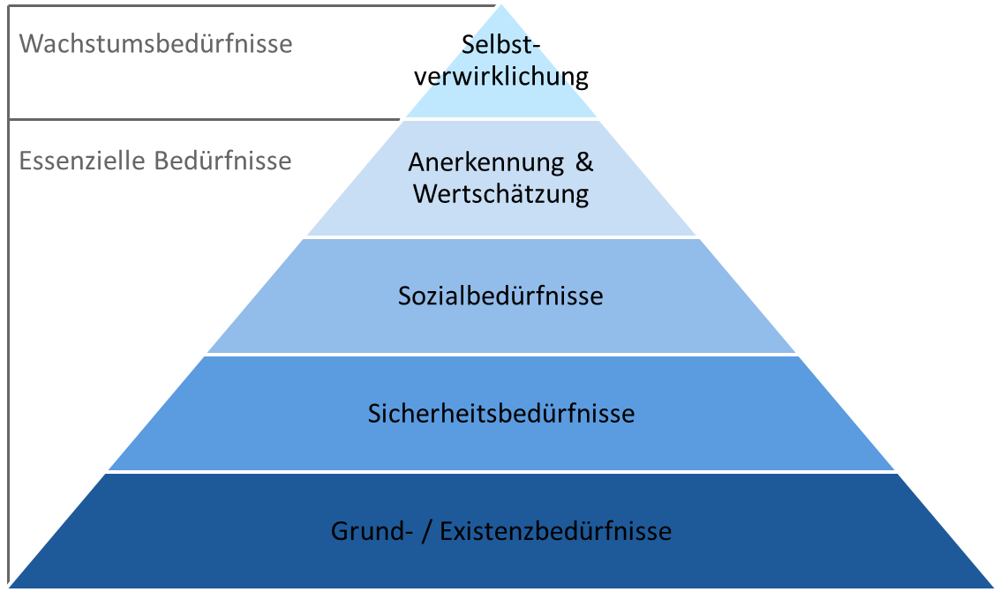 Wachstumsbedürfnisse
Selbst-
verwirklichung
Essenzielle Bedürfnisse
Anerkennung &
Wertschätzung
Sozialbedürfnisse
Sicherheitsbedürfnisse
Grund- / Existenzbedürfnisse